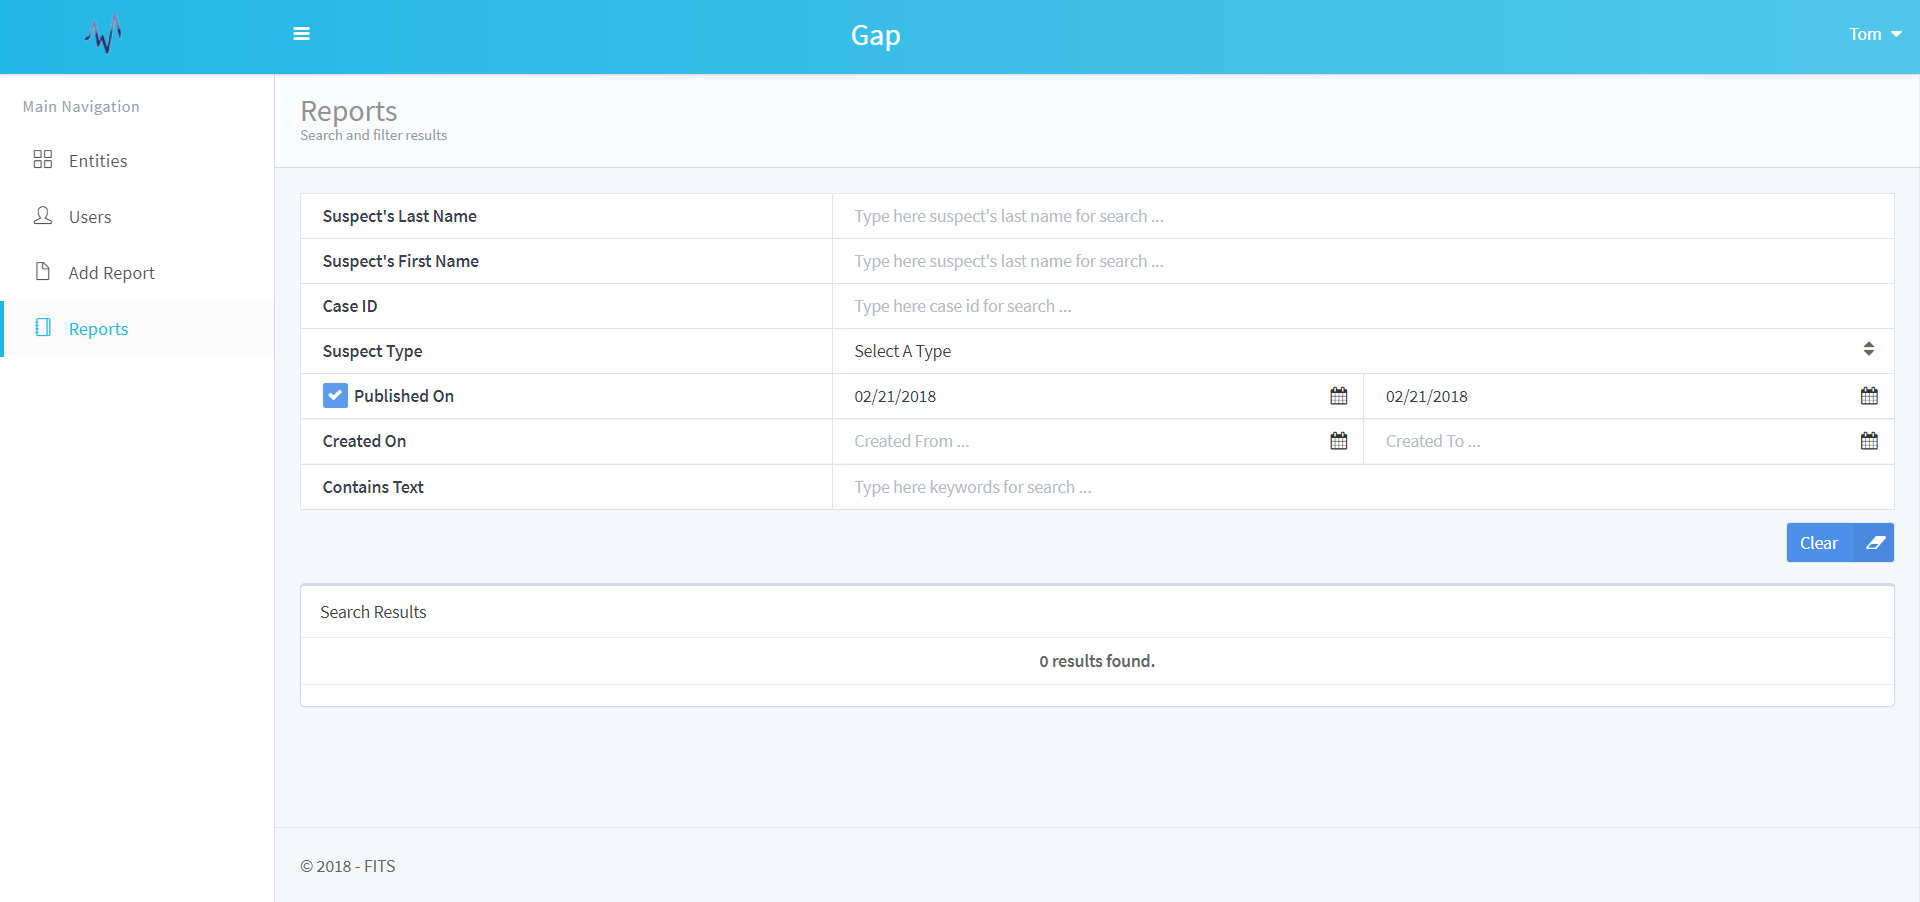 Gap
Tom
Main Navigation
Entities
Users
Add Report
Reports
Reports
Search and filter results
Suspect's Last Name
Type here suspect's last name for search ...
Suspect's First Name
Type here suspect's last name for search ...
Case ID
Type here case id for search ...
Suspect Type
Select A Type
Published On
02/21/2018
02/21/2018
Created On
Created From ...
Created To ...
Contains Text
Type here keywords for search ...
Clear
Search Results
0 results found.
© 2018 - FITS